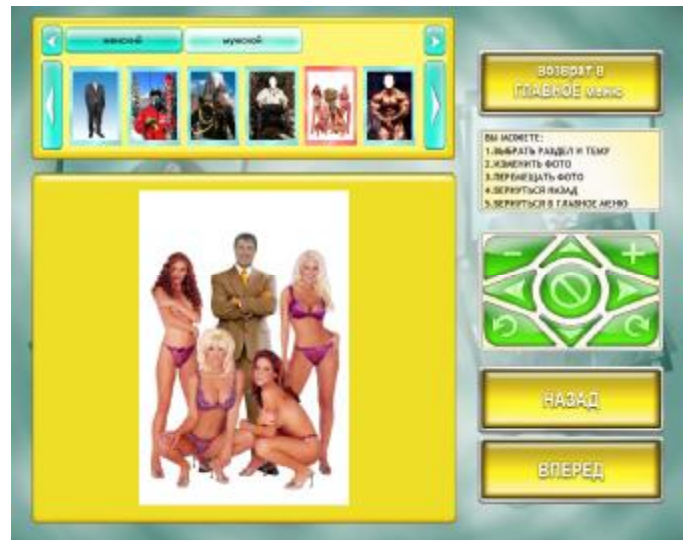 женский
мужской
возврат в
ГЛАВНОЕ меню
ВЫ МОЖЕТЕ:
1.ВЫБРАТЬ РАЗДЕЛ И ТЕМУ
2.ИЗМЕНИТЬ ФОТО
3.ПЕРЕМЕЩАТЬ ФОТО
4.ВЕРНУТЬСЯ НАЗАД
5.ВЕРНУТЬСЯ В ГЛАВНОЕ МЕНЮ
НАЗАД
ВПЕРЕД